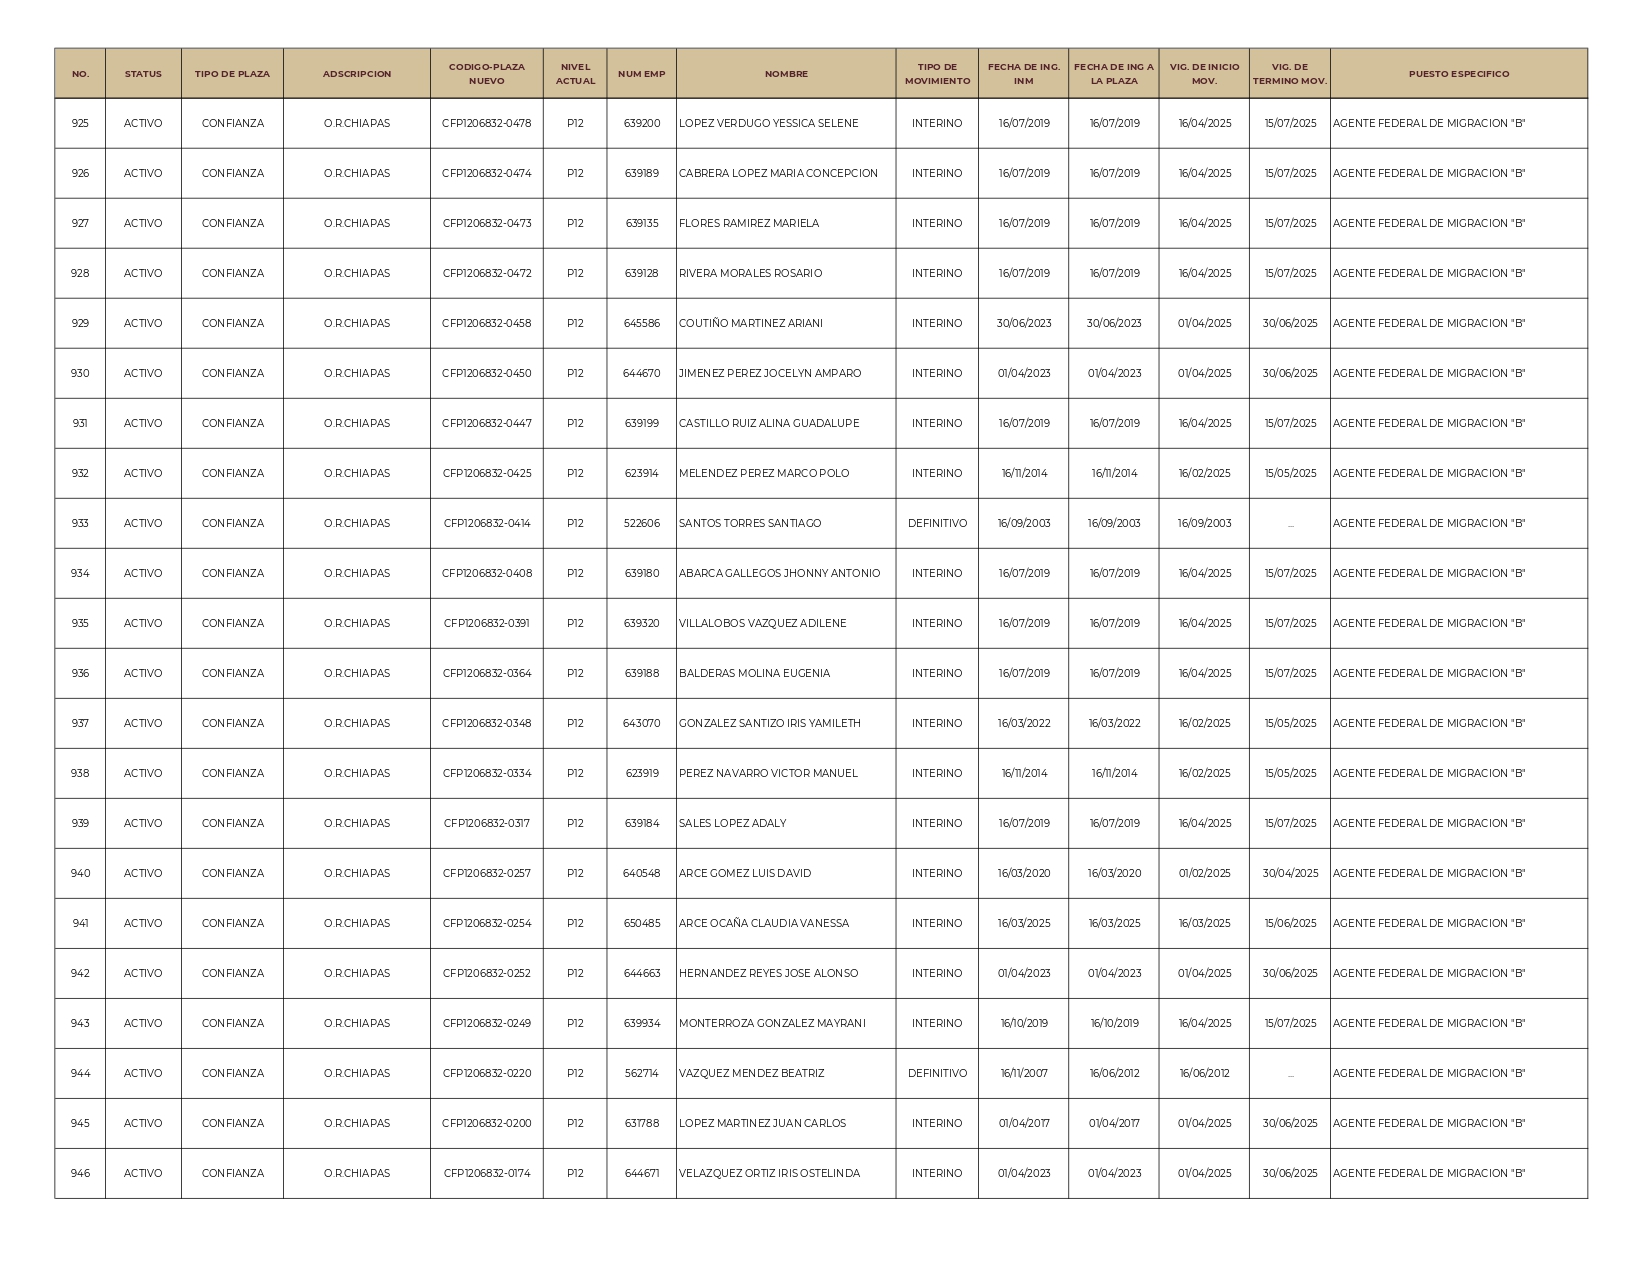 NO. STATUS TIPO DE PLAZA ADSCRIPCION CODIGO-PLAZA NUEVO NIVEL ACTUAL NUM EMP NOMBRE TIPO DE MOVIMIENTO FECHA DE ING. INM FECHA DE ING A LA PLAZA VIG. DE INICIO MOV. VIG. DE TERMINO MOV. PUESTO ESPECIFICO
925 ACTIVO CONFIANZA O.R.CHIAPAS CFP1206832-0478 P12 639200 LOPEZ VERDUGO YESSICA SELENE INTERINO 16/07/2019 16/07/2019 16/04/2025 15/07/2025 AGENTE FEDERAL DE MIGRACION "B"
926 ACTIVO CONFIANZA O.R.CHIAPAS CFP1206832-0474 P12 639189 CABRERA LOPEZ MARIA CONCEPCION INTERINO 16/07/2019 16/07/2019 16/04/2025 15/07/2025 AGENTE FEDERAL DE MIGRACION "B"
927 ACTIVO CONFIANZA O.R.CHIAPAS CFP1206832-0473 P12 639135 FLORES RAMIREZ MARIELA INTERINO 16/07/2019 16/07/2019 16/04/2025 15/07/2025 AGENTE FEDERAL DE MIGRACION "B"
928 ACTIVO CONFIANZA O.R.CHIAPAS CFP1206832-0472 P12 639128 RIVERA MORALES ROSARIO INTERINO 16/07/2019 16/07/2019 16/04/2025 15/07/2025 AGENTE FEDERAL DE MIGRACION "B"
929 ACTIVO CONFIANZA O.R.CHIAPAS CFP1206832-0458 P12 645586 COUTIÑO MARTINEZ ARIANI INTERINO 30/06/2023 30/06/2023 01/04/2025 30/06/2025 AGENTE FEDERAL DE MIGRACION "B"
930 ACTIVO CONFIANZA O.R.CHIAPAS CFP1206832-0450 P12 644670 JIMENEZ PEREZ JOCELYN AMPARO INTERINO 01/04/2023 01/04/2023 01/04/2025 30/06/2025 AGENTE FEDERAL DE MIGRACION "B"
931 ACTIVO CONFIANZA O.R.CHIAPAS CFP1206832-0447 P12 639199 CASTILLO RUIZ ALINA GUADALUPE INTERINO 16/07/2019 16/07/2019 16/04/2025 15/07/2025 AGENTE FEDERAL DE MIGRACION "B"
932 ACTIVO CONFIANZA O.R.CHIAPAS CFP1206832-0425 P12 623914 MELENDEZ PEREZ MARCO POLO INTERINO 16/11/2014 16/11/2014 16/02/2025 15/05/2025 AGENTE FEDERAL DE MIGRACION "B"
933 ACTIVO CONFIANZA O.R.CHIAPAS CFP1206832-0414 P12 522606 SANTOS TORRES SANTIAGO DEFINITIVO 16/09/2003 16/09/2003 16/09/2003 ... AGENTE FEDERAL DE MIGRACION "B"
934 ACTIVO CONFIANZA O.R.CHIAPAS CFP1206832-0408 P12 639180 ABARCA GALLEGOS JHONNY ANTONIO INTERINO 16/07/2019 16/07/2019 16/04/2025 15/07/2025 AGENTE FEDERAL DE MIGRACION "B"
935 ACTIVO CONFIANZA O.R.CHIAPAS CFP1206832-0391 P12 639320 VILLALOBOS VAZQUEZ ADILENE INTERINO 16/07/2019 16/07/2019 16/04/2025 15/07/2025 AGENTE FEDERAL DE MIGRACION "B"
936 ACTIVO CONFIANZA O.R.CHIAPAS CFP1206832-0364 P12 639188 BALDERAS MOLINA EUGENIA INTERINO 16/07/2019 16/07/2019 16/04/2025 15/07/2025 AGENTE FEDERAL DE MIGRACION "B"
937 ACTIVO CONFIANZA O.R.CHIAPAS CFP1206832-0348 P12 643070 GONZALEZ SANTIZO IRIS YAMILETH INTERINO 16/03/2022 16/03/2022 16/02/2025 15/05/2025 AGENTE FEDERAL DE MIGRACION "B"
938 ACTIVO CONFIANZA O.R.CHIAPAS CFP1206832-0334 P12 623919 PEREZ NAVARRO VICTOR MANUEL INTERINO 16/11/2014 16/11/2014 16/02/2025 15/05/2025 AGENTE FEDERAL DE MIGRACION "B"
939 ACTIVO CONFIANZA O.R.CHIAPAS CFP1206832-0317 P12 639184 SALES LOPEZ ADALY INTERINO 16/07/2019 16/07/2019 16/04/2025 15/07/2025 AGENTE FEDERAL DE MIGRACION "B"
940 ACTIVO CONFIANZA O.R.CHIAPAS CFP1206832-0257 P12 640548 ARCE GOMEZ LUIS DAVID INTERINO 16/03/2020 16/03/2020 01/02/2025 30/04/2025 AGENTE FEDERAL DE MIGRACION "B"
941 ACTIVO CONFIANZA O.R.CHIAPAS CFP1206832-0254 P12 650485 ARCE OCAÑA CLAUDIA VANESSA INTERINO 16/03/2025 16/03/2025 16/03/2025 15/06/2025 AGENTE FEDERAL DE MIGRACION "B"
942 ACTIVO CONFIANZA O.R.CHIAPAS CFP1206832-0252 P12 644663 HERNANDEZ REYES JOSE ALONSO INTERINO 01/04/2023 01/04/2023 01/04/2025 30/06/2025 AGENTE FEDERAL DE MIGRACION "B"
943 ACTIVO CONFIANZA O.R.CHIAPAS CFP1206832-0249 P12 639934 MONTERROZA GONZALEZ MAYRANI INTERINO 16/10/2019 16/10/2019 16/04/2025 15/07/2025 AGENTE FEDERAL DE MIGRACION "B"
944 ACTIVO CONFIANZA O.R.CHIAPAS CFP1206832-0220 P12 562714 VAZQUEZ MENDEZ BEATRIZ DEFINITIVO 16/11/2007 16/06/2012 16/06/2012 ... AGENTE FEDERAL DE MIGRACION "B"
945 ACTIVO CONFIANZA O.R.CHIAPAS CFP1206832-0200 P12 631788 LOPEZ MARTINEZ JUAN CARLOS INTERINO 01/04/2017 01/04/2017 01/04/2025 30/06/2025 AGENTE FEDERAL DE MIGRACION "B"
946 ACTIVO CONFIANZA O.R.CHIAPAS CFP1206832-0174 P12 644671 VELAZQUEZ ORTIZ IRIS OSTELINDA INTERINO 01/04/2023 01/04/2023 01/04/2025 30/06/2025 AGENTE FEDERAL DE MIGRACION "B"